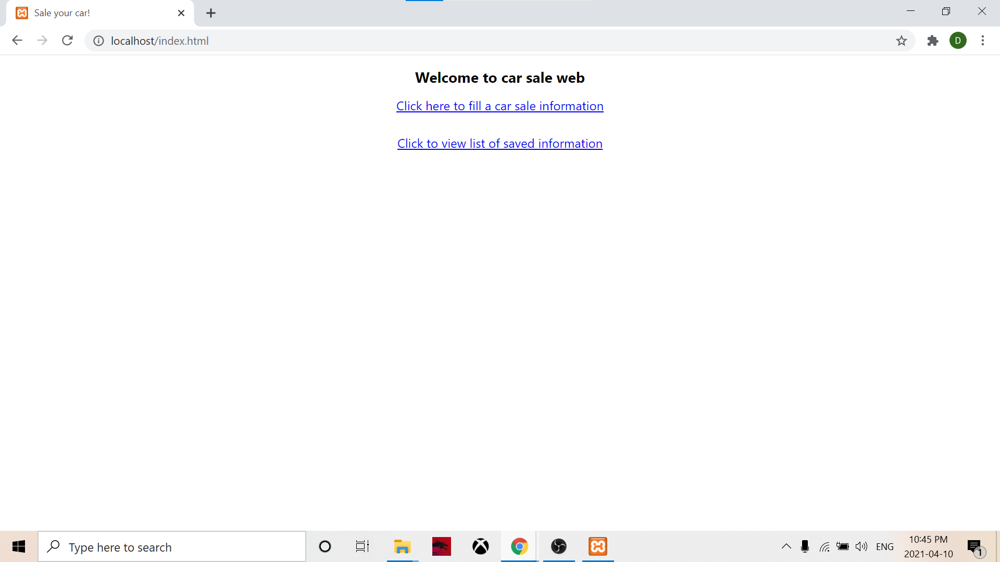 Sale your car!
localhost/index.html
D
Welcome to car sale web
Click here to fill a car sale information
Click to view list of saved information
Type here to search
ENG
10:45 PM
2021-04-10
1